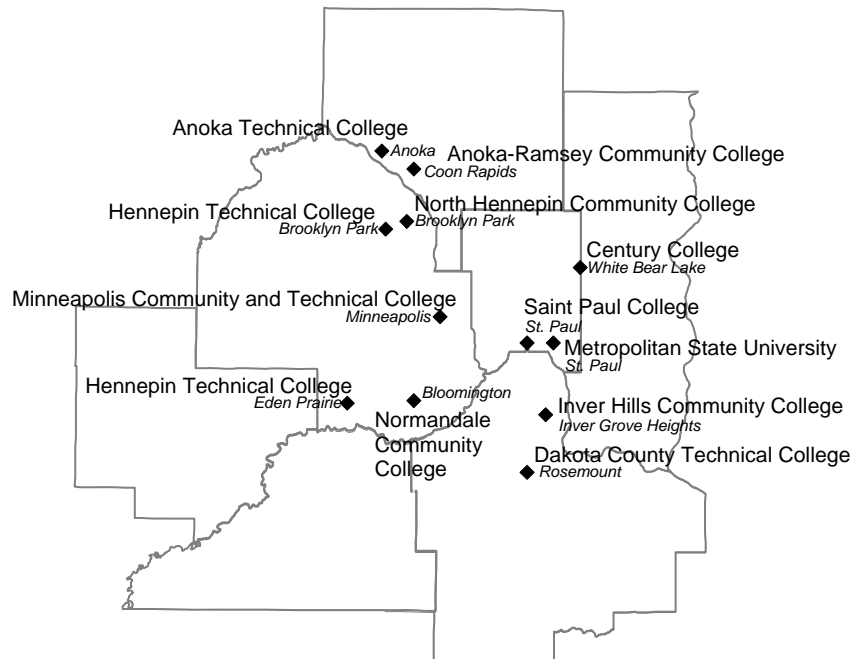 Anoka Technical College
Anoka
Anoka-Ramsey Community College
Coon Rapids
North Hennepin Community College
Brooklyn Park
Hennepin Technical College
Brooklyn Park
Century College
White Bear Lake
Minneapolis Community and Technical College
Minneapolis
Saint Paul College
St. Paul
Metropolitan State University
St. Paul
Hennepin Technical College
Eden Prairie
Bloomington
Normandale
Community
College
Inver Hills Community College
Inver Grove Heights
Dakota County Technical College
Rosemount